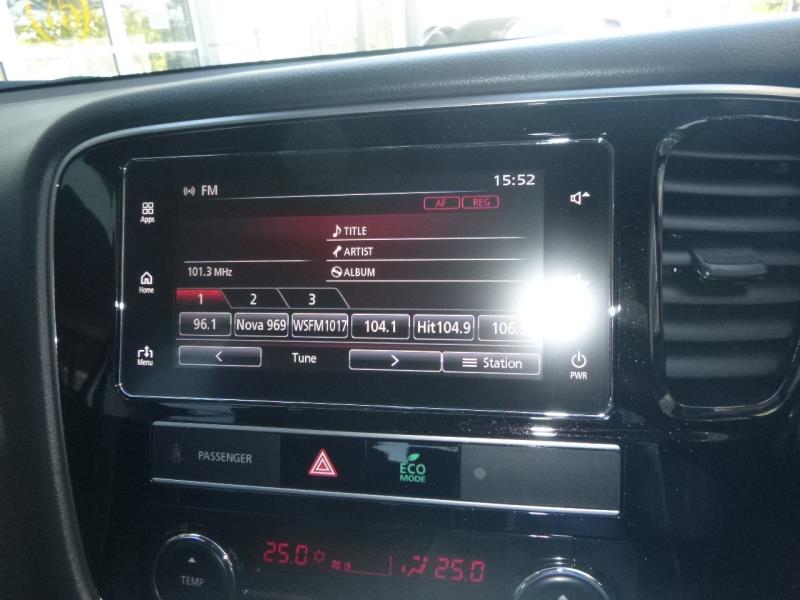 FM
15:52
AF REG
Apps
TITLE
ARTIST
101.3 MHz
ALBUM
Home
1 2 3
96.1 Nova 969 WSFM1017 104.1 Hit104.9
Menu
< Tune > Station
PWR
PASSENGER
ECO
MODE
25.0 25.0
TEMP